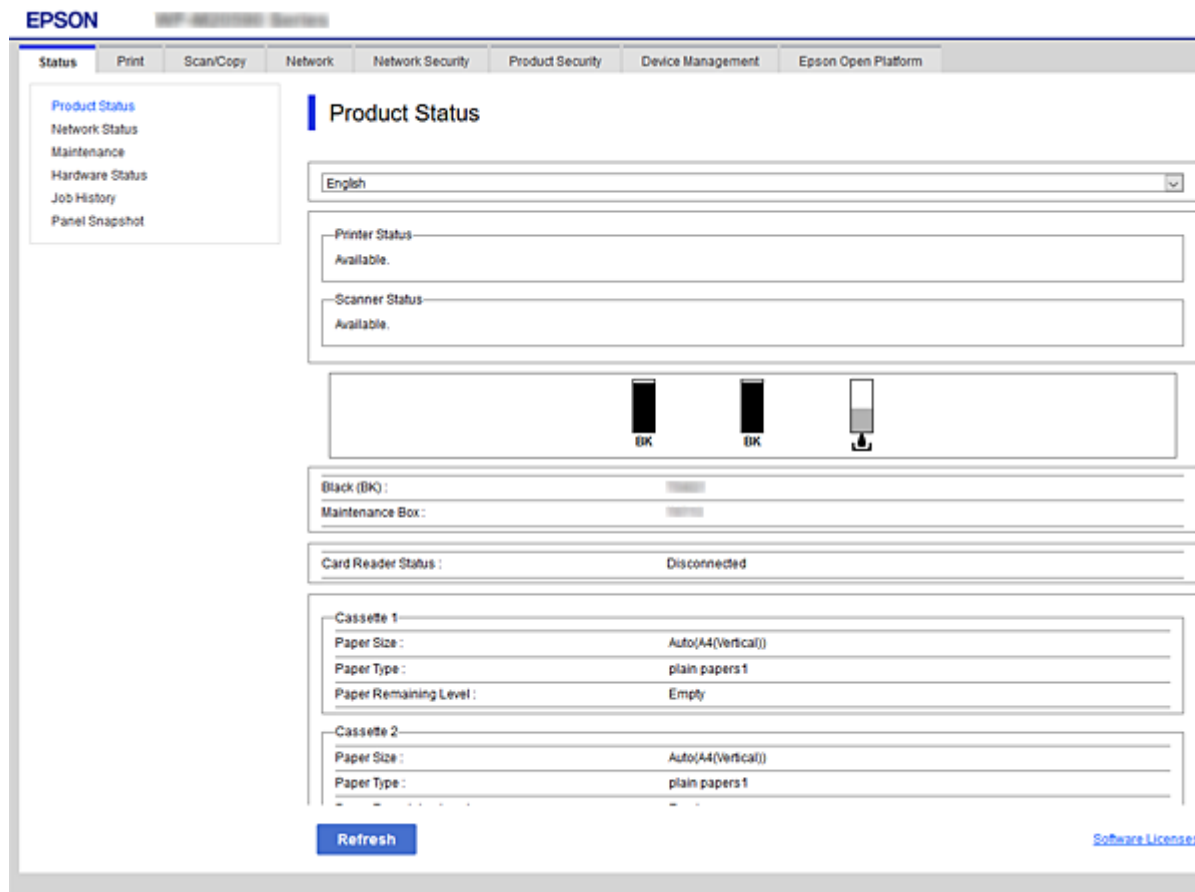 EPSON
Status Print Scan/Copy Network Network Security Product Security Device Management Epson Open Platform
Product Status
Network Status
Maintenance
Hardware Status
Job History
Panel Snapshot
Product Status
English
Printer Status
Available.
Scanner Status
Available.
BK BK
Black (BK) :
Maintenance Box :
Card Reader Status : Disconnected
Cassette 1
Paper Size : Auto(A4(Vertical))
Paper Type : plain papers1
Paper Remaining Level : Empty
Cassette 2
Paper Size : Auto(A4(Vertical))
Paper Type : plain papers1
Refresh
Software Licenses